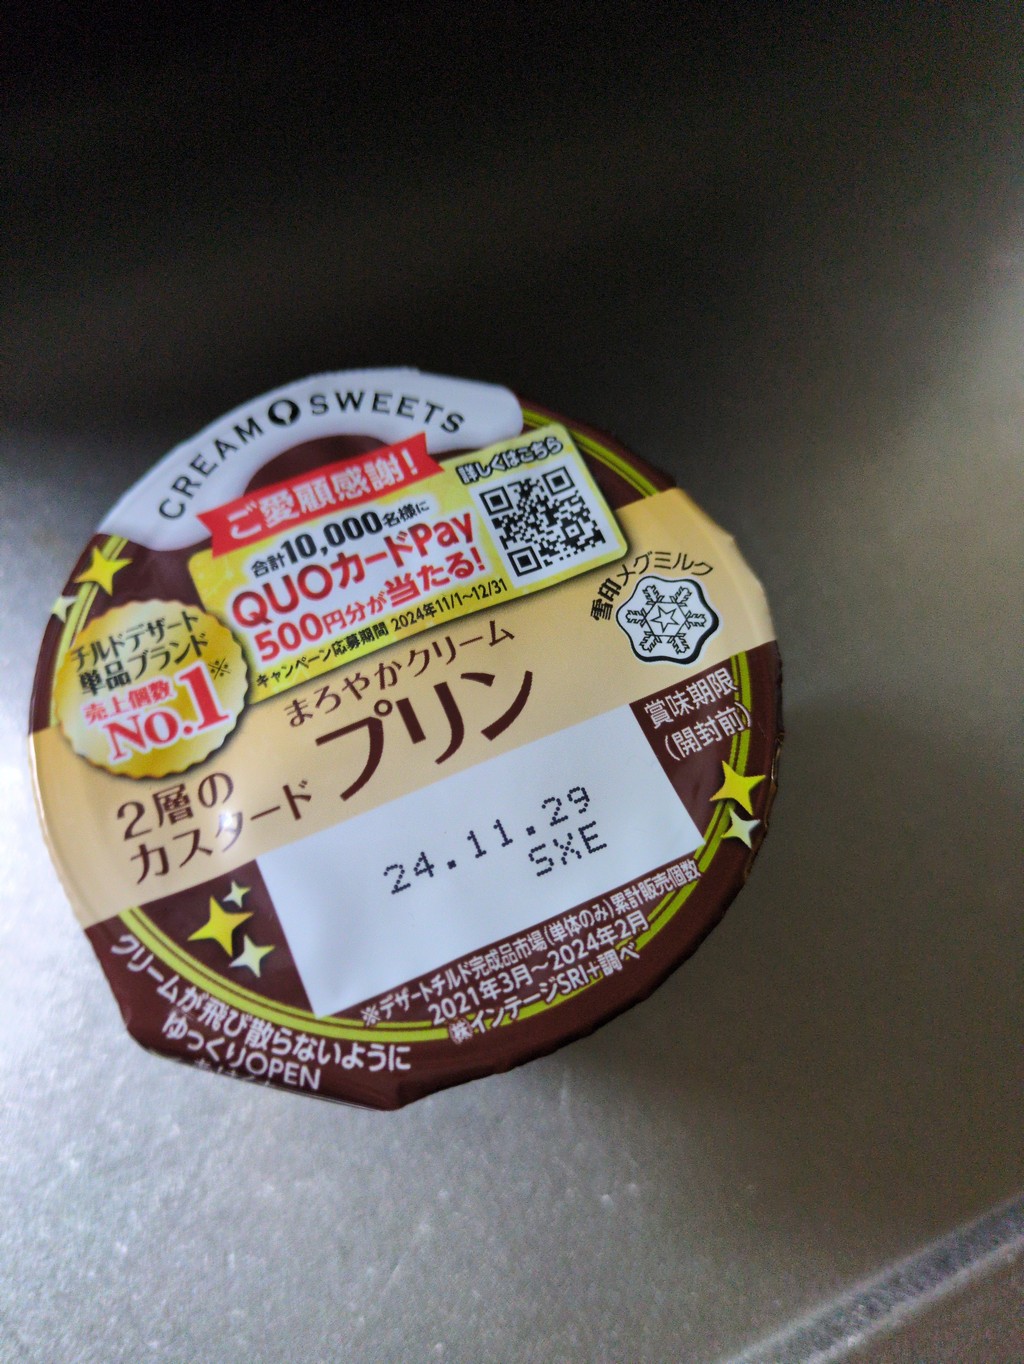 CREAM SWEETS
ご愛顧感謝!
詳しくはこちら
合計10,000名様に
QUOカードPay
500円分が当たる!
キャンペーン応募期間 2024年11/1~12/31
チルドデザート
単品ブランド※
売上個数
No.1
雪印メグミルク
まろやかクリーム
2層の
カスタード
プリン
賞味期限
(開封前)
24.11.29
SXE
※デザートチルド完成品市場(単体のみ)累計販売個数
2021年3月~2024年2月
㈱インテージSRI+調べ
クリームが飛び散らないように
ゆっくりOPEN